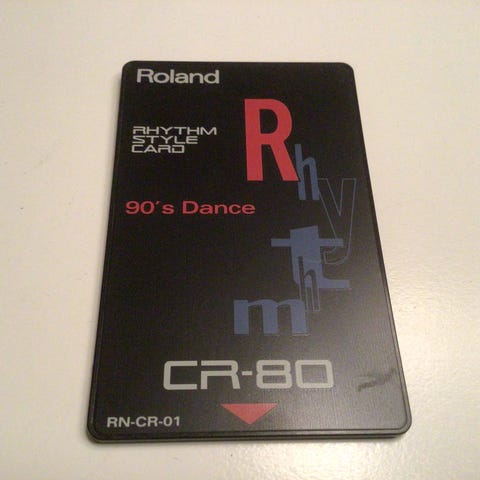 Roland
RHYTHM
STYLE
CARD
Rhythm
90's Dance
CR-80
RN-CR-01